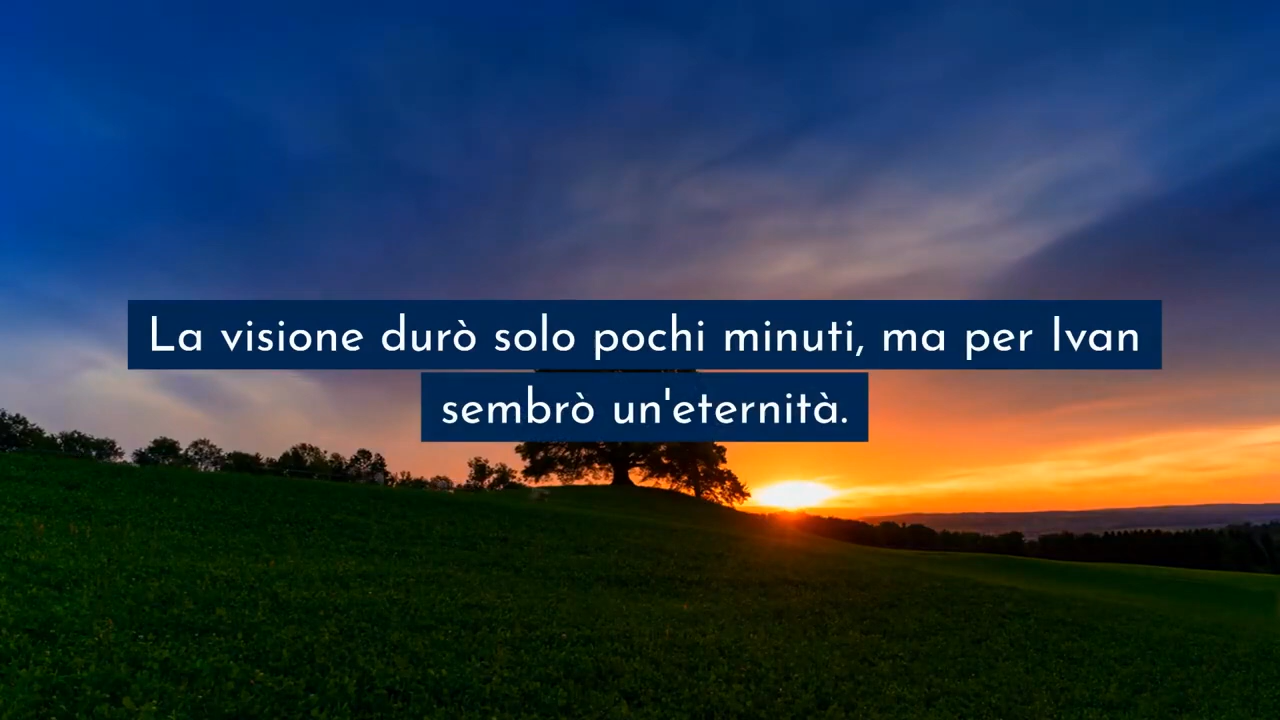 La visione durò solo pochi minuti, ma per Ivan
sembrò un'eternità.